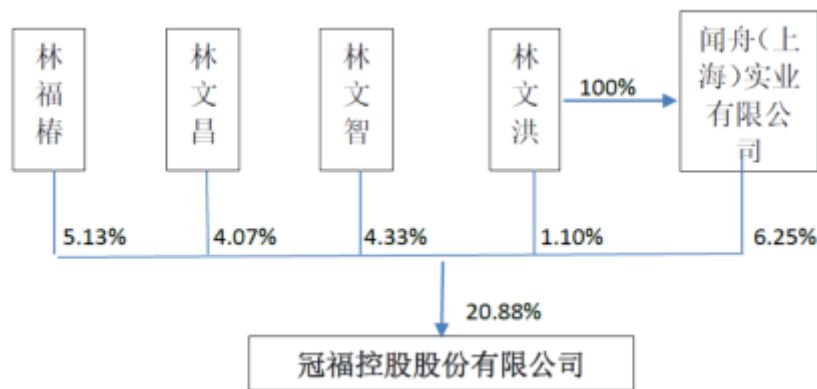 林福椿
林文昌
林文智
林文洪
100%
闻舟(上
海)实业
有限公
司
5.13%
4.07%
4.33%
1.10%
6.25%
20.88%
冠福控股股份有限公司